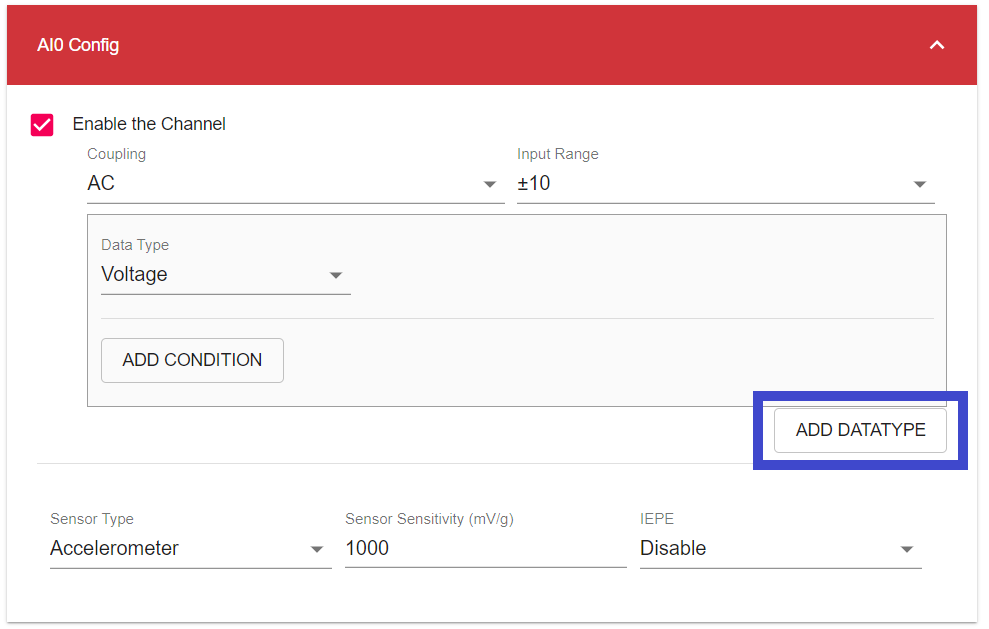 AI0 Config
Enable the Channel
Coupling
Input Range
AC
±10
Data Type
Voltage
ADD CONDITION
ADD DATATYPE
Sensor Type
Sensor Sensitivity (mV/g)
IEPE
Accelerometer
1000
Disable